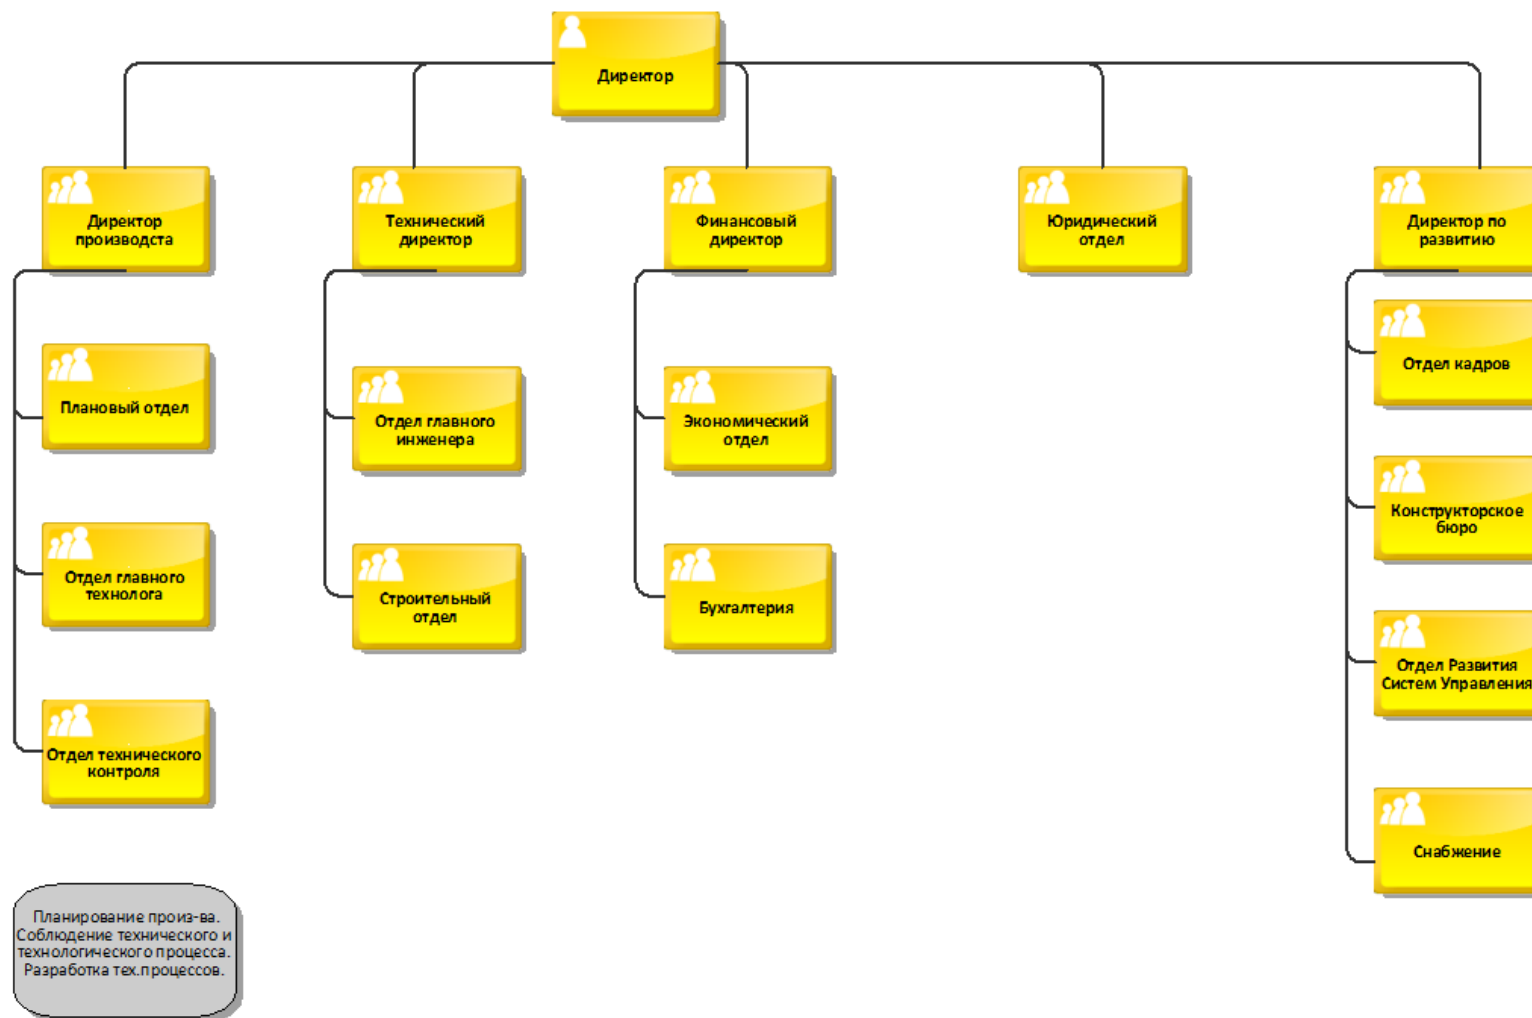 Директор
Директор
производста
Технический
директор
Финансовый
директор
Юридический
отдел
Директор по
развитию
Плановый отдел
Отдел главного
технолога
Отдел технического
контроля
Отдел главного
инженера
Строительный
отдел
Экономический
отдел
Бухгалтерия
Отдел кадров
Конструкторское
бюро
Отдел Развития
Систем Управления
Снабжение
Планирование произ-ва.
Соблюдение технического и
технологического процесса.
Разработка тех.процессов.